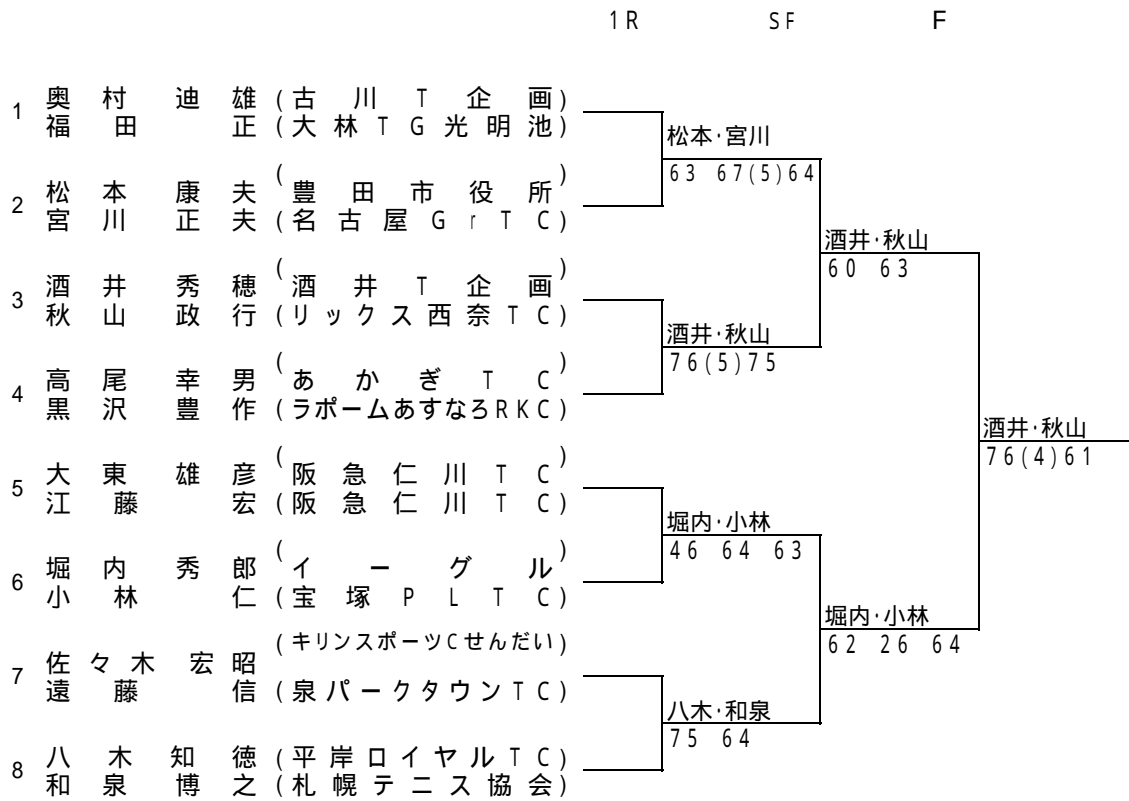 1R SF F
1 奥村 迪雄 (古川T企画)
福田 正 (大林TG光明池)
松本·宮川
63 67(5)64
2 松本 康夫 (豊田市役所)
宮川 正夫 (名古屋GrTC)
酒井·秋山
60 63
3 酒井 秀穂 (酒井T企画)
秋山 政行 (リックス西奈TC)
酒井·秋山
76(5)75
4 高尾 幸男 (あかぎTC)
黒沢 豊作 (ラポームあすなろRKC)
酒井·秋山
76(4)61
5 大東 雄彦 (阪急仁川TC)
江藤 宏 (阪急仁川TC)
堀内·小林
46 64 63
6 堀内 秀郎 (イーグル)
小林 仁 (宝塚PLTC)
堀内·小林
62 26 64
7 佐々木 宏昭 (キリンスポーツCせんだい)
遠藤 信 (泉パークタウンTC)
八木·和泉
75 64
8 八木 知徳 (平岸ロイヤルTC)
和泉 博之 (札幌テニス協会)